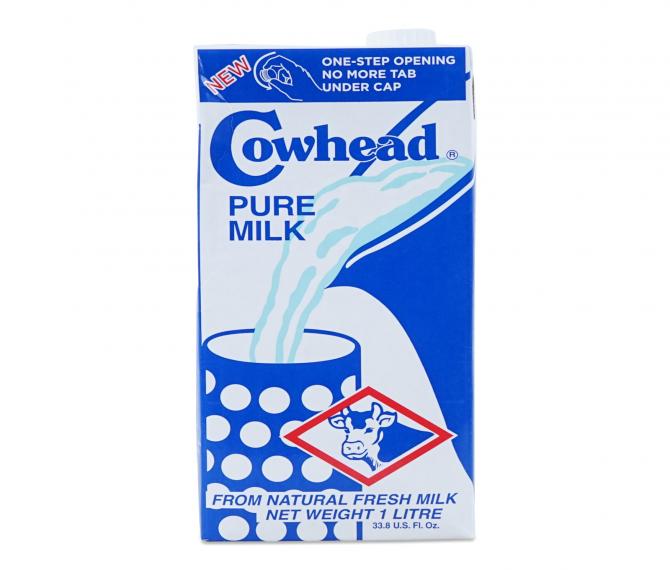 NEW
ONE-STEP OPENING
NO MORE TAB
UNDER CAP
Cowhead ®
PURE
MILK
FROM NATURAL FRESH MILK
NET WEIGHT 1 LITRE
33.8 U.S. Fl. Oz.